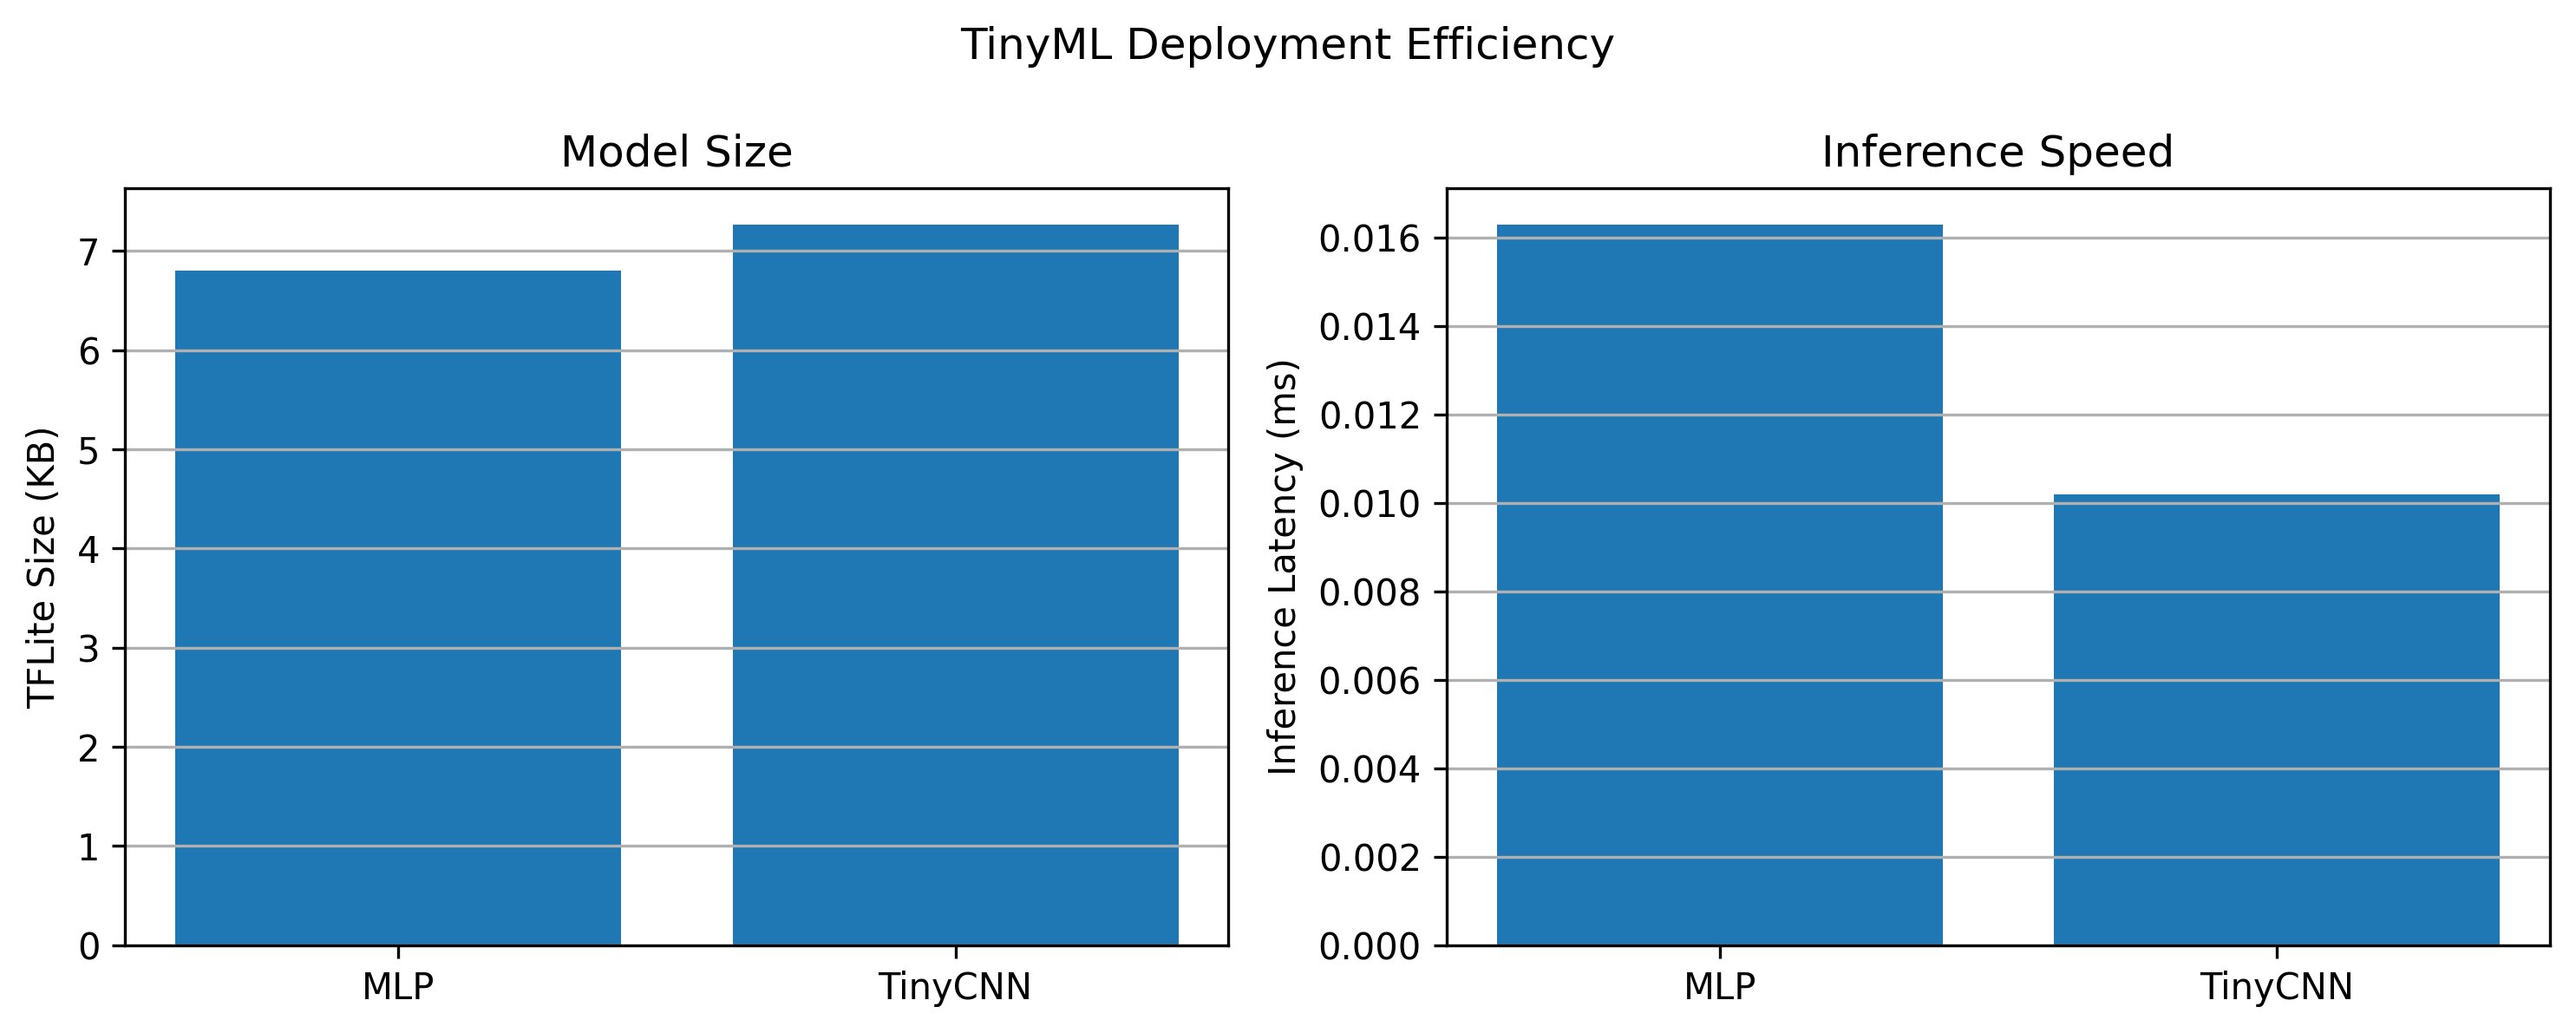 TinyML Deployment Efficiency
Model Size
TFLite Size (KB)
7
6
5
4
3
2
1
0
MLP
TinyCNN
Inference Speed
Inference Latency (ms)
0.016
0.014
0.012
0.010
0.008
0.006
0.004
0.002
0.000
MLP
TinyCNN